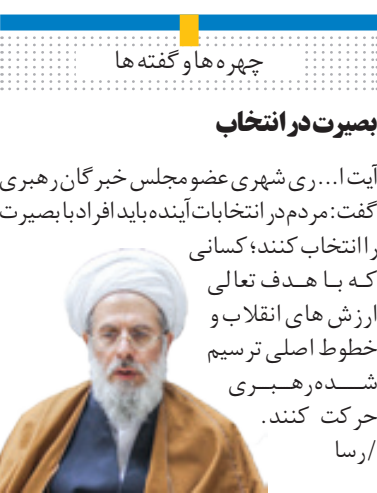 چهره‌ها و گفته‌ها
بصیرت در انتخاب
آیت ا... ری شهری عضو مجلس خبرگان رهبری
گفت: مردم در انتخابات آینده باید افراد با بصیرت
را انتخاب کنند؛ کسانی
که با هدف تعالی
ارزش های انقلاب و
خطوط اصلی ترسیم
شده رهبری
حرکت کنند.
/رسا